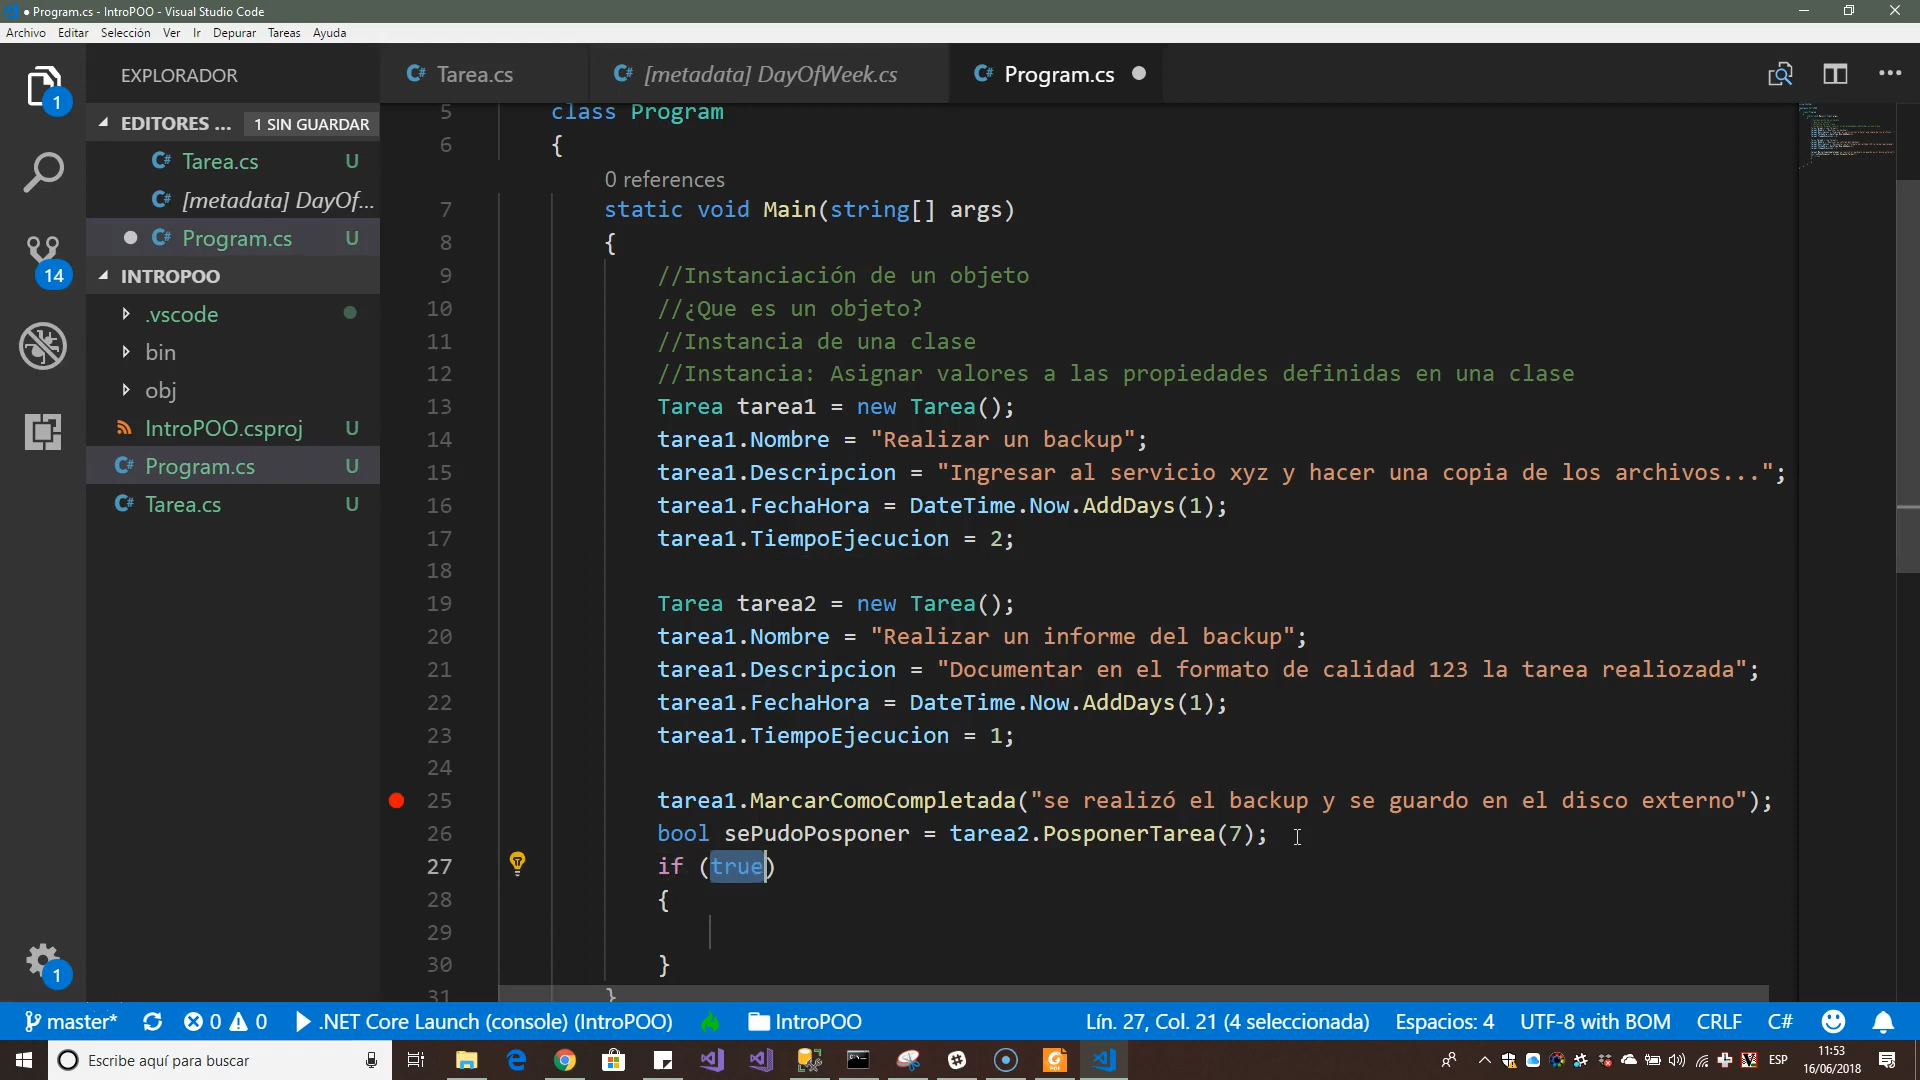 ● Program.cs - IntroPOO - Visual Studio Code
Archivo Editar Selección Ver Ir Depurar Tareas Ayuda
EXPLORADOR
Tarea.cs
[metadata] DayOfWeek.cs
Program.cs ●
EDITORES ... 1 SIN GUARDAR
Tarea.cs U
[metadata] DayOf...
Program.cs U
INTROPOO
.vscode
bin
obj
IntroPOO.csproj U
Program.cs U
Tarea.cs U
1
14
1
5 class Program
6 {
0 references
7 static void Main(string[] args)
8 {
9 //Instanciación de un objeto
10 //¿Que es un objeto?
11 //Instancia de una clase
12 //Instancia: Asignar valores a las propiedades definidas en una clase
13 Tarea tarea1 = new Tarea();
14 tarea1.Nombre = "Realizar un backup";
15 tarea1.Descripcion = "Ingresar al servicio xyz y hacer una copia de los archivos...";
16 tarea1.FechaHora = DateTime.Now.AddDays(1);
17 tarea1.TiempoEjecucion = 2;
18
19 Tarea tarea2 = new Tarea();
20 tarea1.Nombre = "Realizar un informe del backup";
21 tarea1.Descripcion = "Documentar en el formato de calidad 123 la tarea realiozada";
22 tarea1.FechaHora = DateTime.Now.AddDays(1);
23 tarea1.TiempoEjecucion = 1;
24
25 tarea1.MarcarComoCompletada("se realizó el backup y se guardo en el disco externo");
26 bool sePudoPosponer = tarea2.PosponerTarea(7);
27 if (true)
28 {
29
30 }
31 }
master* 0 0 .NET Core Launch (console) (IntroPOO) IntroPOO Lín. 27, Col. 21 (4 seleccionada) Espacios: 4 UTF-8 with BOM CRLF C#
Escribe aquí para buscar
ESP
11:53
16/06/2018